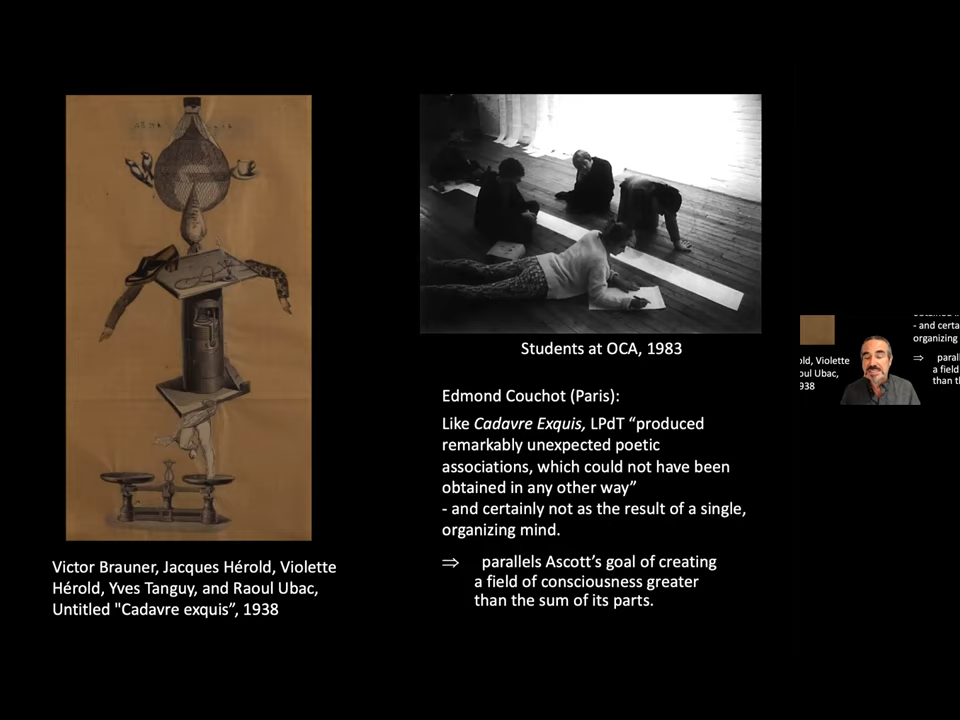 Students at OCA, 1983
Edmond Couchot (Paris):
Like Cadavre Exquis, LPdT “produced
remarkably unexpected poetic
associations, which could not have been
obtained in any other way”
- and certainly not as the result of a single,
organizing mind.
⇒ parallels Ascott’s goal of creating
a field of consciousness greater
than the sum of its parts.
Victor Brauner, Jacques Hérold, Violette
Hérold, Yves Tanguy, and Raoul Ubac,
Untitled "Cadavre exquis”, 1938
old, Violette
oul Ubac,
938
- and certa
organizing
⇒ paral
a field
than t